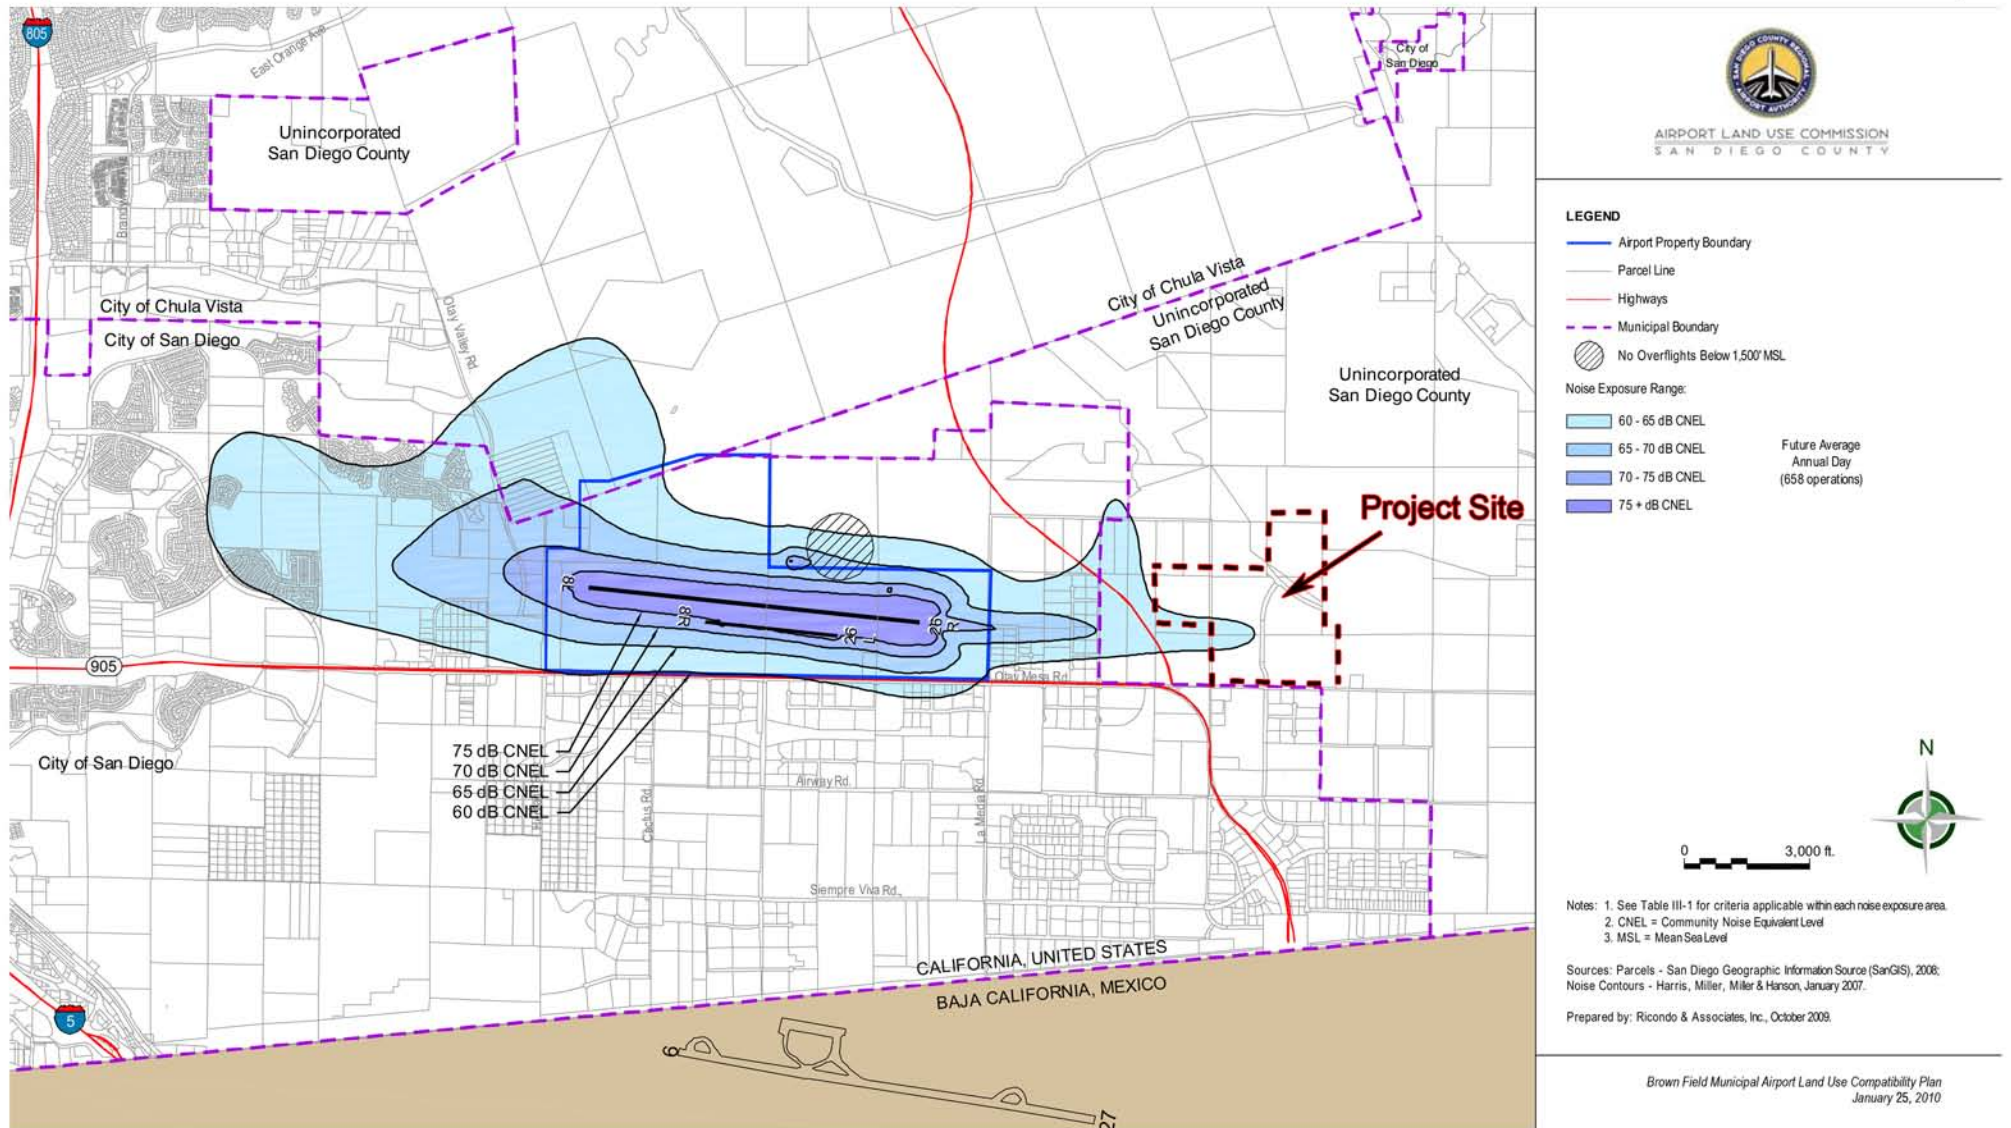 805
East Orange Ave
Unincorporated
San Diego County
City of
San Diego
City of Chula Vista
City of San Diego
Otay Valley Rd
City of Chula Vista
Unincorporated
San Diego County
Unincorporated
San Diego County
Project Site
8L
8R
26
L
26
R
905
Otay Mesa Rd
75 dB CNEL
70 dB CNEL
65 dB CNEL
60 dB CNEL
City of San Diego
Airway Rd.
Cactus Rd
La Media Rd
Siempre Viva Rd.
CALIFORNIA, UNITED STATES
BAJA CALIFORNIA, MEXICO
5
9
27
SAN DIEGO COUNTY REGIONAL
AIRPORT AUTHORITY
AIRPORT LAND USE COMMISSION
SAN DIEGO COUNTY
LEGEND
Airport Property Boundary
Parcel Line
Highways
Municipal Boundary
No Overflights Below 1,500' MSL
Noise Exposure Range:
60 - 65 dB CNEL
65 - 70 dB CNEL
70 - 75 dB CNEL
75 + dB CNEL
Future Average
Annual Day
(658 operations)
N
0 3,000 ft.
Notes: 1. See Table III-1 for criteria applicable within each noise exposure area.
2. CNEL = Community Noise Equivalent Level
3. MSL = Mean Sea Level
Sources: Parcels - San Diego Geographic Information Source (SanGIS), 2008;
Noise Contours - Harris, Miller, Miller & Hanson, January 2007.
Prepared by: Ricondo & Associates, Inc., October 2009.
Brown Field Municipal Airport Land Use Compatibility Plan
January 25, 2010